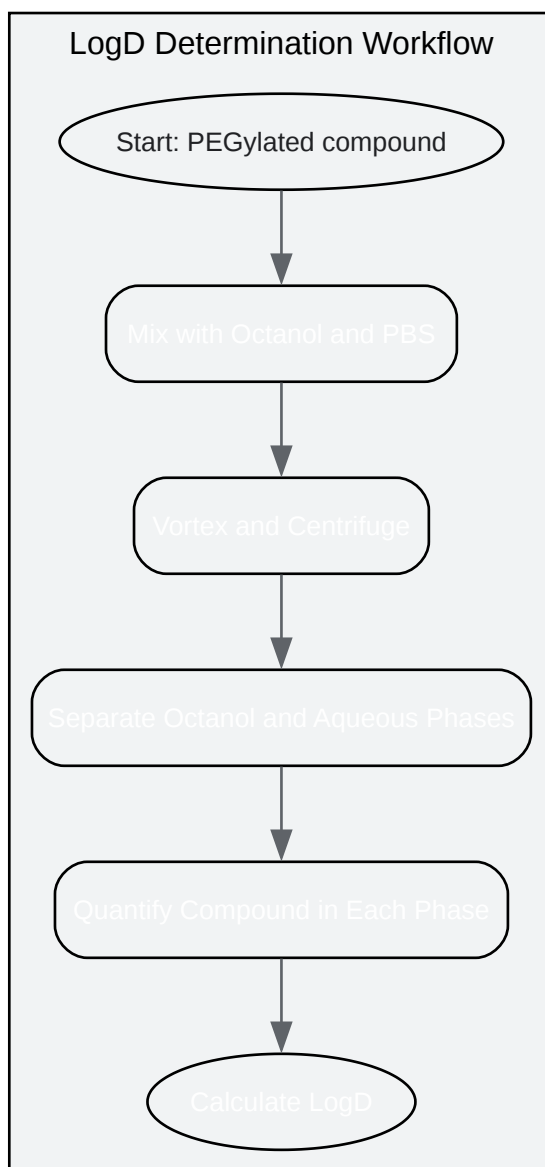 LogD Determination Workflow
Start: PEGylated compound
Mix with Octanol and PBS
Vortex and Centrifuge
Separate Octanol and Aqueous Phases
Quantify Compound in Each Phase
Calculate LogD